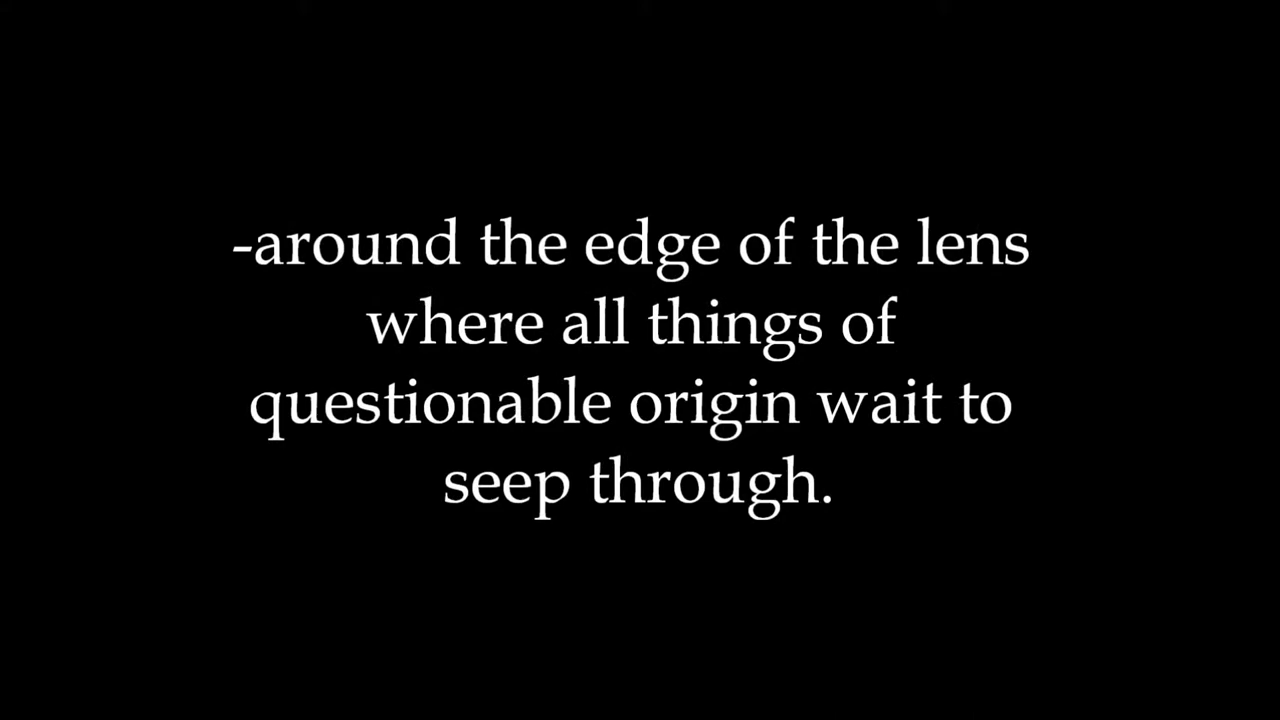 -around the edge of the lens
where all things of
questionable origin wait to
seep through.